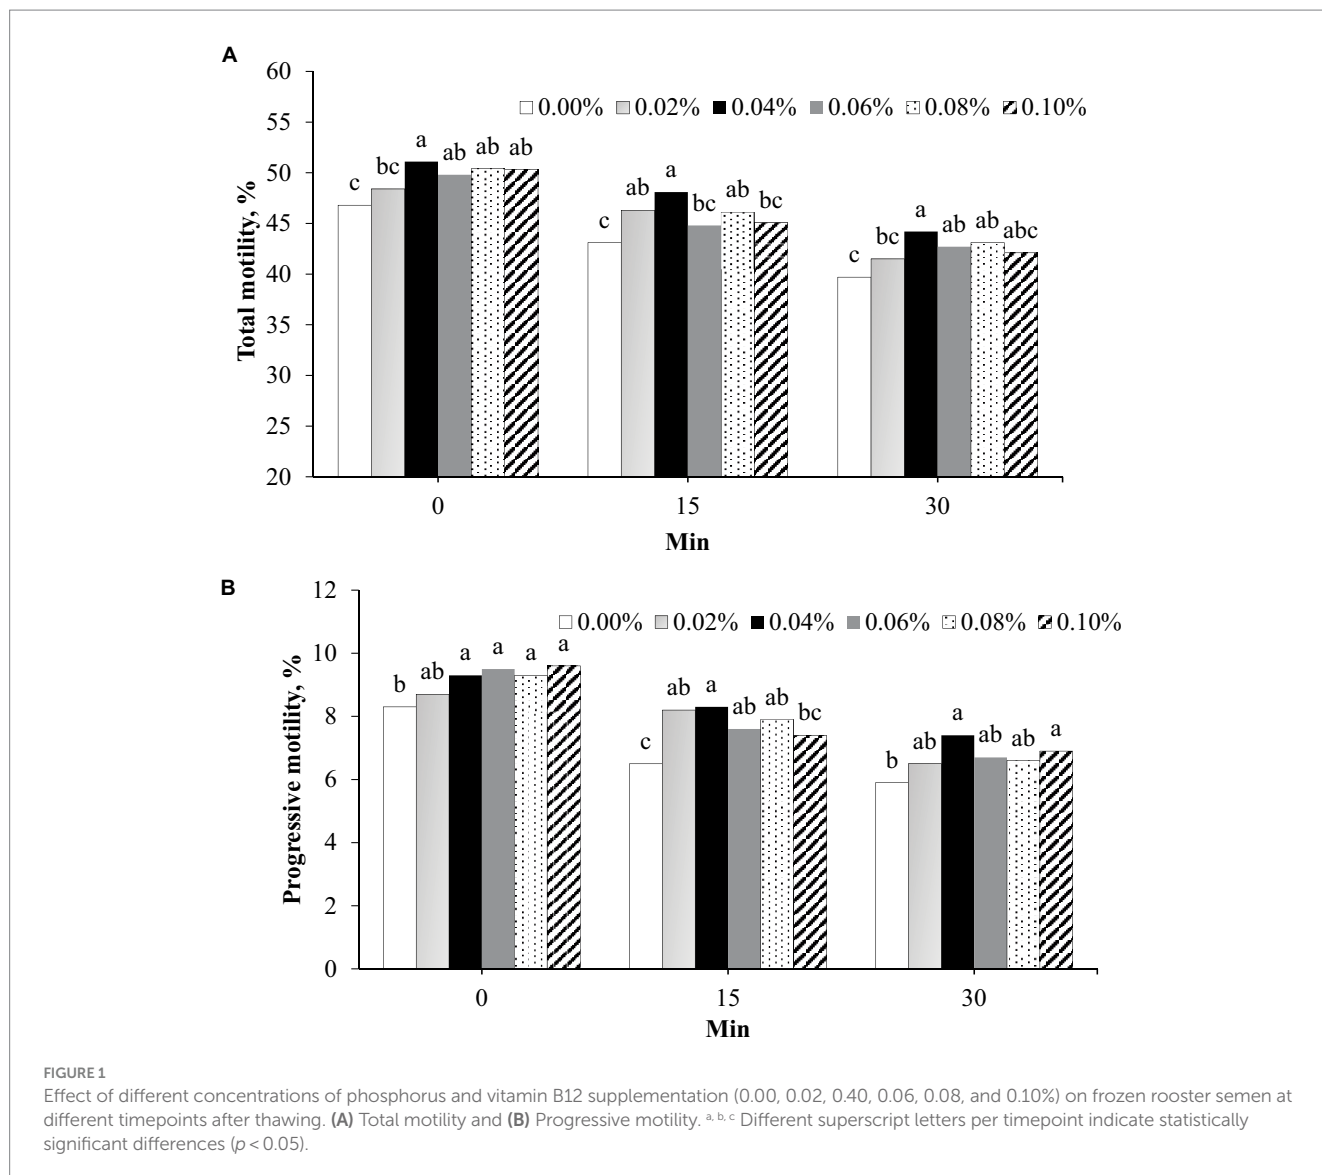 A
60
55
50
45
40
35
30
25
20
Total motility, %
0.00% 0.02% 0.04% 0.06% 0.08% 0.10%
c bc a ab ab ab
c ab a bc ab bc
c bc a ab ab abc
0 15 30
Min
B
12
10
8
6
4
2
0
Progressive motility, %
0.00% 0.02% 0.04% 0.06% 0.08% 0.10%
b ab a a a a
c ab a ab ab bc
b ab a ab ab a
0 15 30
Min
FIGURE 1
Effect of different concentrations of phosphorus and vitamin B12 supplementation (0.00, 0.02, 0.40, 0.06, 0.08, and 0.10%) on frozen rooster semen at
different timepoints after thawing. (A) Total motility and (B) Progressive motility. a, b, c Different superscript letters per timepoint indicate statistically
significant differences (p < 0.05).